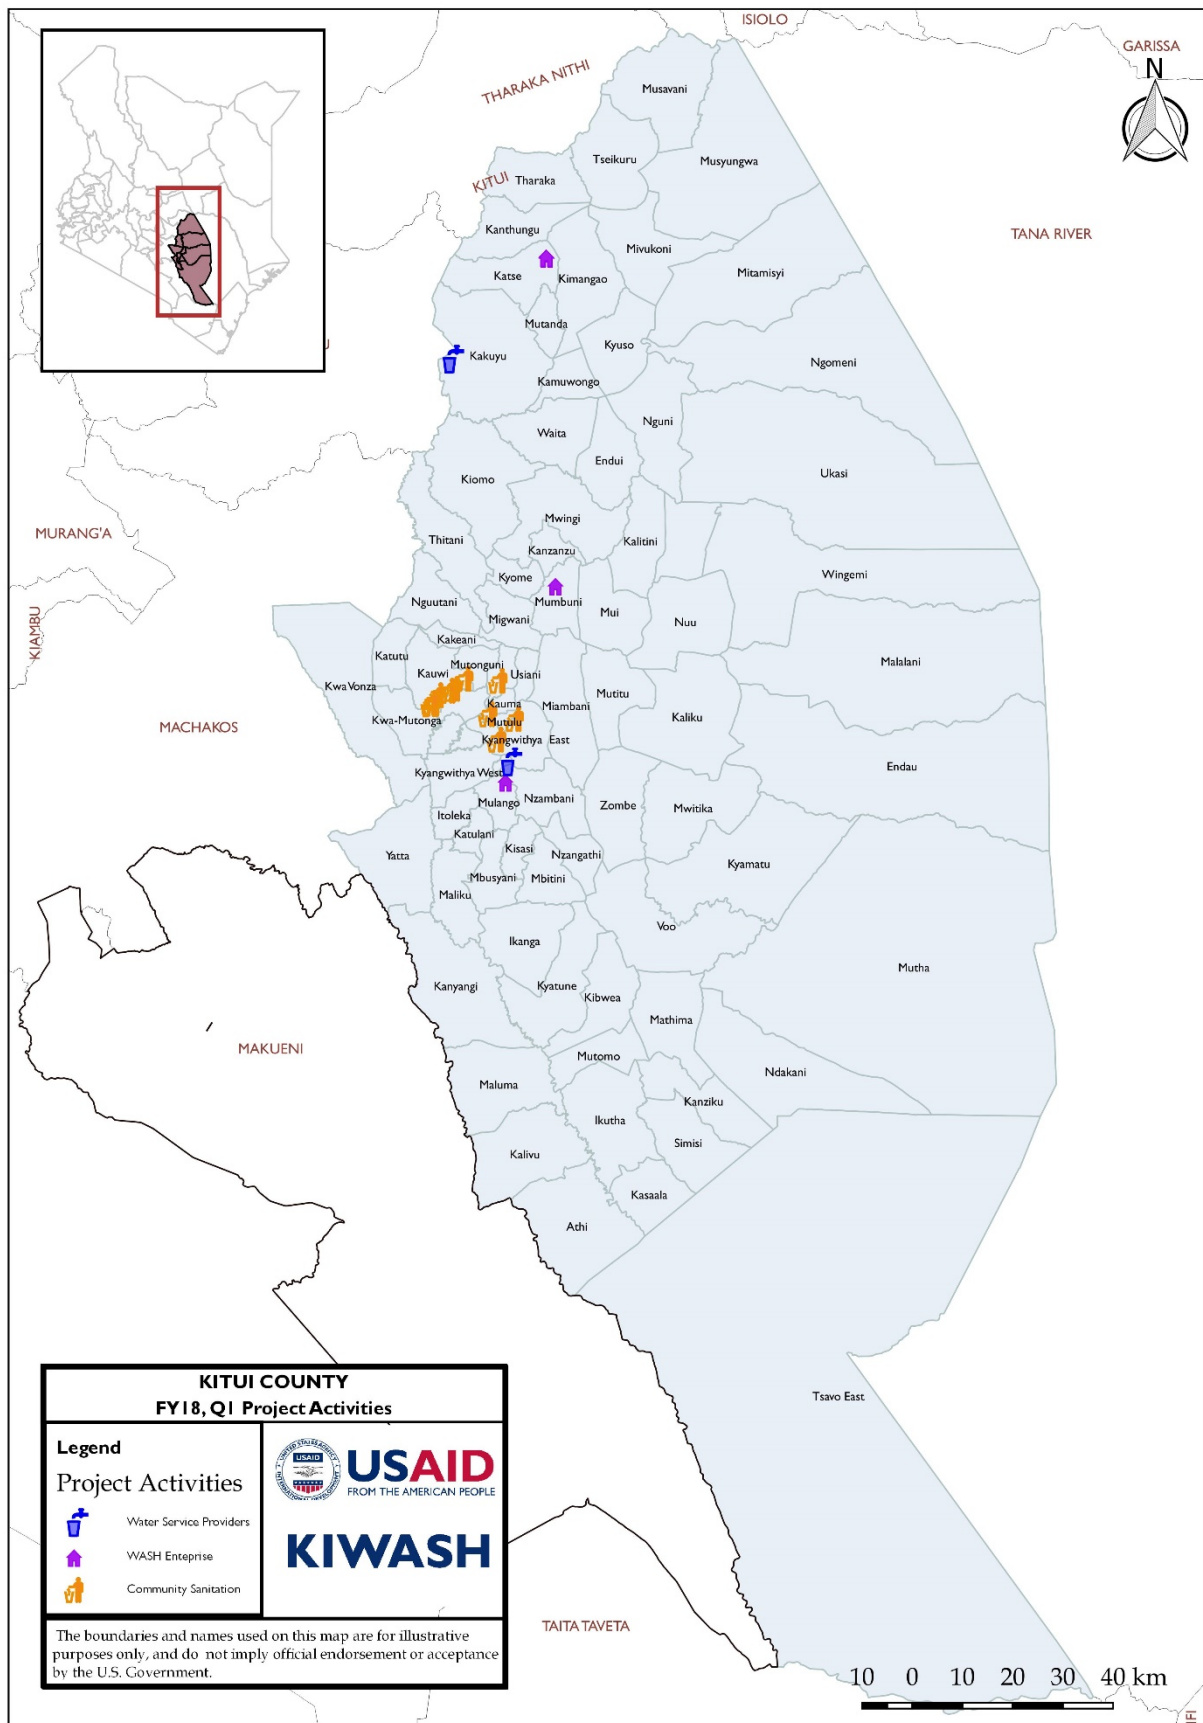 ISIOLO
GARISSA
N
THARAKA NITHI
Musavani
Tseikuru
Musyungwa
KITUI
Tharaka
Kanthungu
Mivukoni
TANA RIVER
Katse
Kimangao
Mitamisyi
Mutanda
Kyuso
Kakuyu
Ngomeni
Kamuwongo
Nguni
Waita
Endui
Ukasi
Kiomo
Mwingi
MURANG'A
Thitani
Kalitini
Kanzanzu
Kyome
Wingemi
Nguutani
Mumbuni
Mui
Migwani
Nuu
KIAMBU
Kakeani
Katutu
Mutonguni
Malalani
Kauwi
Usiani
Kwa Vonza
Mutitu
Kauma
Miambani
Kaliku
Kwa-Mutonga
Mutulu
MACHAKOS
Kyangwithya East
Endau
Kyangwithya West
Mulango
Nzambani
Zombe
Mwitika
Itoleka
Katulani
Kisasi
Nzangathi
Yatta
Kyamatu
Mbusyani
Mbitini
Maliku
Voo
Ikanga
Mutha
Kanyangi
Kyatune
Kibwea
Mathima
MAKUENI
Mutomo
Ndakani
Maluma
Kanziku
Ikutha
Simisi
Kalivu
Kasaala
Athi
Tsavo East
KITUI COUNTY
FY18, Q1 Project Activities
Legend
Project Activities
Water Service Providers
WASH Enteprise
Community Sanitation
UNITED STATES AGENCY
USAID
INTERNATIONAL DEVELOPMENT
USAID
FROM THE AMERICAN PEOPLE
KIWASH
The boundaries and names used on this map are for illustrative
purposes only, and do not imply official endorsement or acceptance
by the U.S. Government.
TAITA TAVETA
10 0 10 20 30 40 km